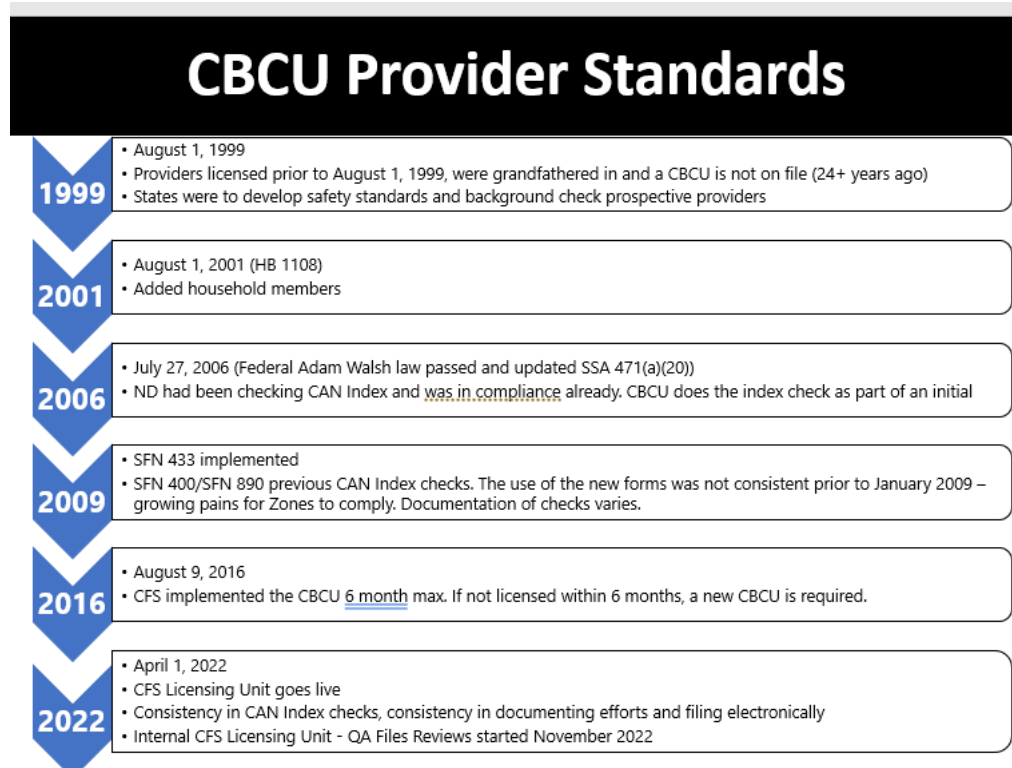 CBCU Provider Standards
1999
• August 1, 1999
• Providers licensed prior to August 1, 1999, were grandfathered in and a CBCU is not on file (24+ years ago)
• States were to develop safety standards and background check prospective providers
2001
• August 1, 2001 (HB 1108)
• Added household members
2006
• July 27, 2006 (Federal Adam Walsh law passed and updated SSA 471(a)(20))
• ND had been checking CAN Index and was in compliance already. CBCU does the index check as part of an initial
2009
• SFN 433 implemented
• SFN 400/SFN 890 previous CAN Index checks. The use of the new forms was not consistent prior to January 2009 –
growing pains for Zones to comply. Documentation of checks varies.
2016
• August 9, 2016
• CFS implemented the CBCU 6 month max. If not licensed within 6 months, a new CBCU is required.
2022
• April 1, 2022
• CFS Licensing Unit goes live
• Consistency in CAN Index checks, consistency in documenting efforts and filing electronically
• Internal CFS Licensing Unit - QA Files Reviews started November 2022